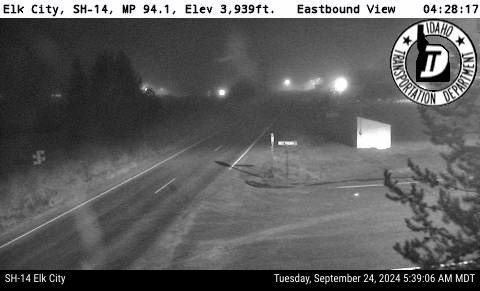 Elk City, SH-14, MP 94.1, Elev 3,939ft. Eastbound View 04:28:17
IDAHO
TRANSPORTATION DEPARTMENT
SH-14 Elk City Tuesday, September 24, 2024 5:39:06 AM MDT